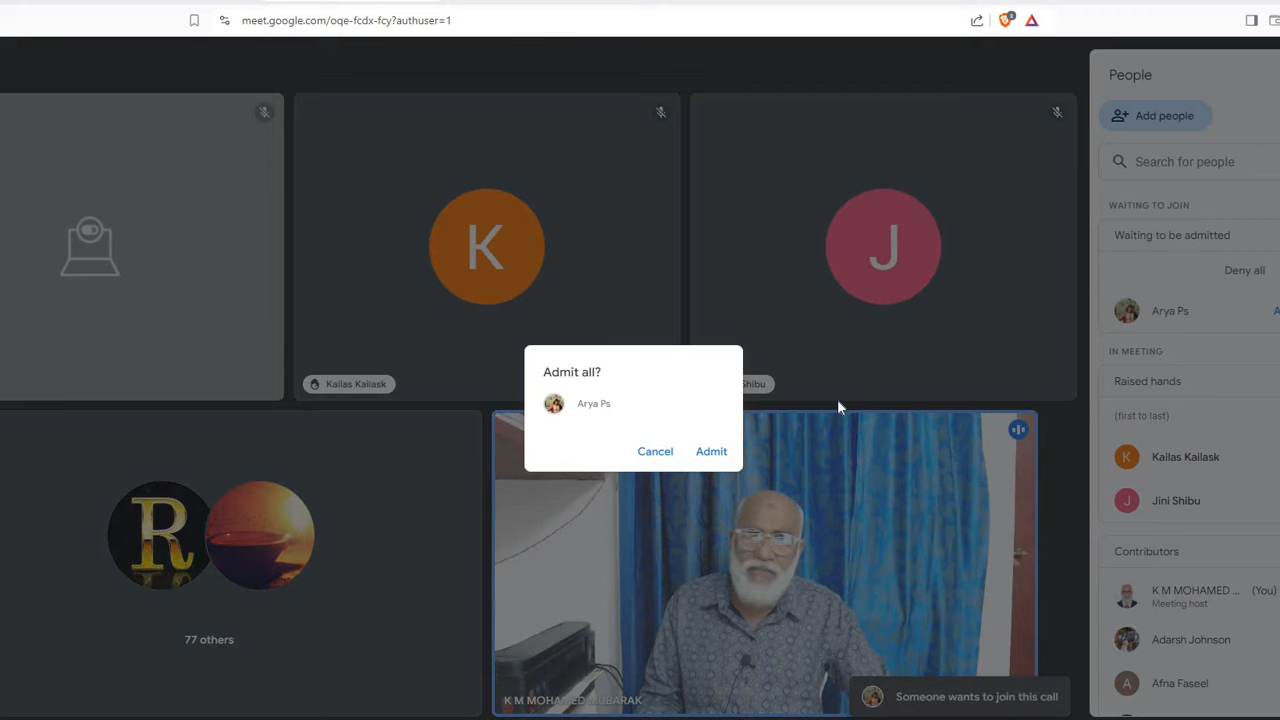 meet.google.com/oqe-fcdx-fcy?authuser=1
People
Add people
Search for people
WAITING TO JOIN
Waiting to be admitted
Deny all
Arya Ps
IN MEETING
Raised hands
(first to last)
Kailas Kailask
Jini Shibu
Contributors
K M MOHAMED ... (You)
Meeting host
Adarsh Johnson
Afna Faseel
K
J
Kailas Kailask
Shibu
Admit all?
Arya Ps
Cancel
Admit
R
77 others
K M MOHAMED MUBARAK
Someone wants to join this call
K
J
A